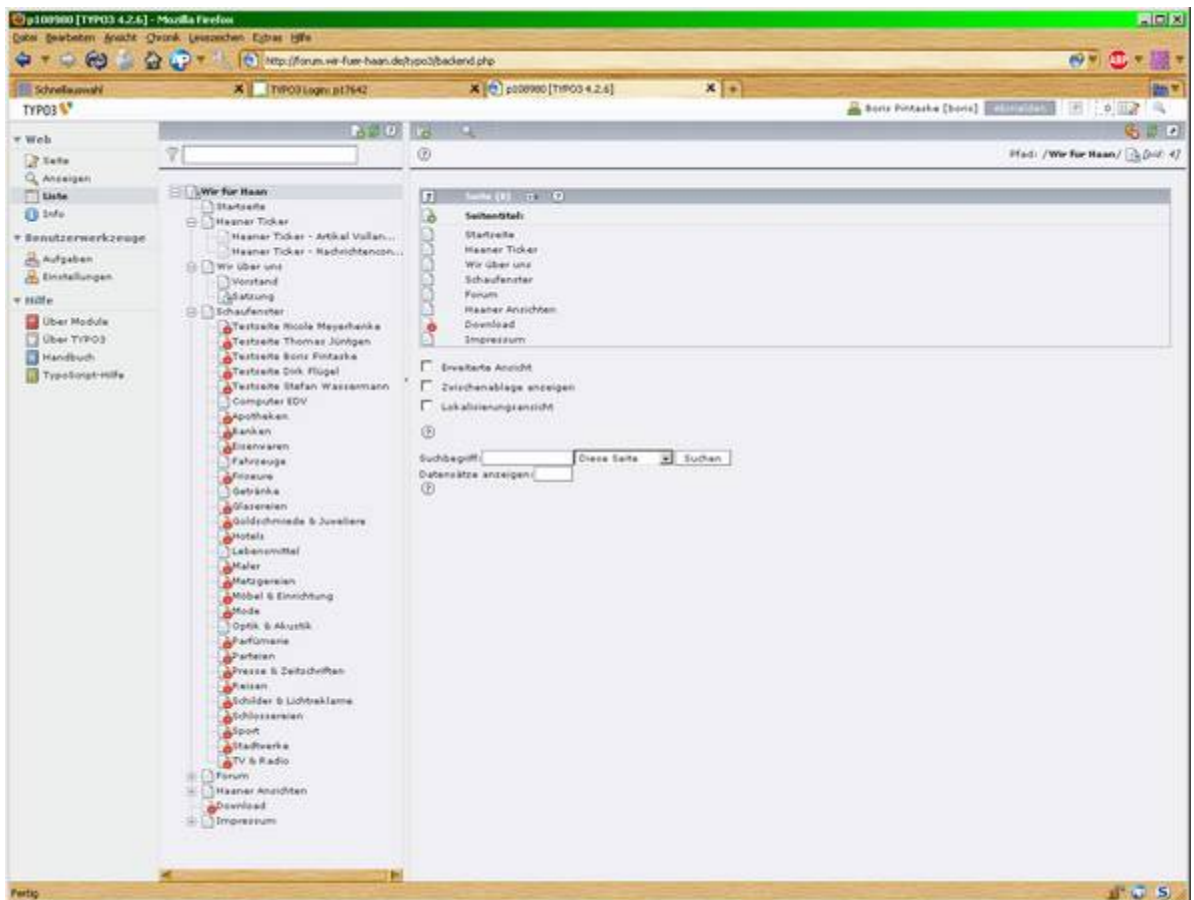 p108980 [TYPO3 4.2.6] - Mozilla Firefox
Datei Bearbeiten Ansicht Chronik Lesezeichen Extras Hilfe
http://forum.wir-fuer-haan.de/typo3/backend.php
Schnellauswahl
TYPO3 Login: p17642
p108980 [TYPO3 4.2.6]
TYPO3
Boris Pintaske [boris]
Web
Seite
Anzeigen
Liste
Info
Benutzerwerkzeuge
Aufgaben
Einstellungen
Hilfe
Über Module
Über TYPO3
Handbuch
TypoScript-Hilfe
Wir für Haan
Startseite
Haaner Ticker
Haaner Ticker - Artikel Vollan...
Haaner Ticker - Nachrichtencon...
Wir über uns
Vorstand
Satzung
Schaufenster
Testseite Nicole Meyerhenke
Testseite Thomas Jüntgen
Testseite Boris Pintaske
Testseite Dirk Flügel
Testseite Stefan Wassermann
Computer EDV
Apotheken
Banken
Eisenwaren
Fahrzeuge
Friseure
Getränke
Glasereien
Goldschmiede & Juweliere
Hotels
Lebensmittel
Maler
Metzgereien
Möbel & Einrichtung
Mode
Optik & Akustik
Parfümerie
Parteien
Presse & Zeitschriften
Reisen
Schilder & Lichtreklame
Schlossereien
Sport
Stadtwerke
TV & Radio
Forum
Haaner Ansichten
Download
Impressum
Pfad: /Wir für Haan/ [pid: 4]
Seite (8)
Seitentitel:
Startseite
Haaner Ticker
Wir über uns
Schaufenster
Forum
Haaner Ansichten
Download
Impressum
Erweiterte Ansicht
Zwischenablage anzeigen
Lokalisierungsansicht
Suchbegriff: Diese Seite Suchen
Datensätze anzeigen:
Fertig